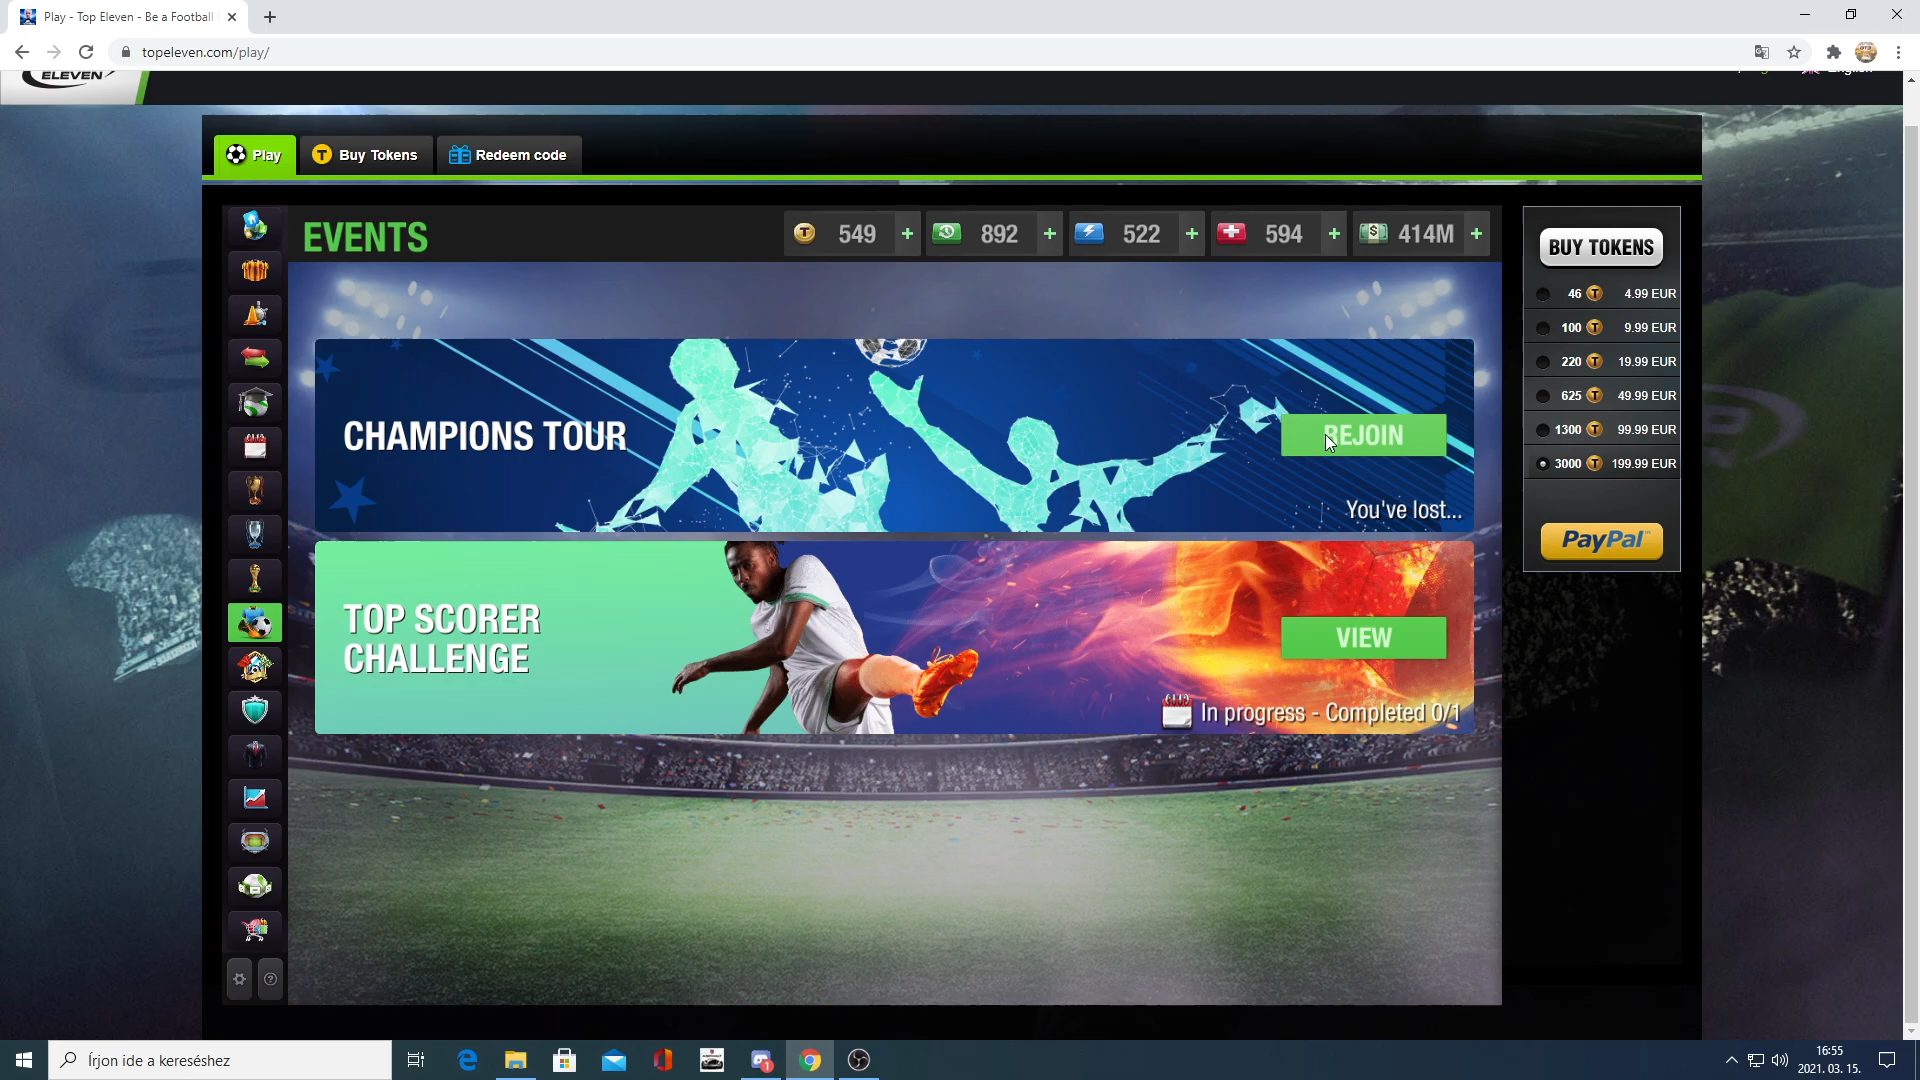 Play - Top Eleven - Be a Football
topeleven.com/play/
ELEVEN
English
Play
Buy Tokens
Redeem code
EVENTS
549 +
892 +
522 +
594 +
414M +
CHAMPIONS TOUR
REJOIN
You've lost...
TOP SCORER
CHALLENGE
VIEW
In progress - Completed 0/1
BUY TOKENS
46 T 4.99 EUR
100 T 9.99 EUR
220 T 19.99 EUR
625 T 49.99 EUR
1300 T 99.99 EUR
3000 T 199.99 EUR
PayPal
Írjon ide a kereséshez
1
16:55
2021. 03. 15.